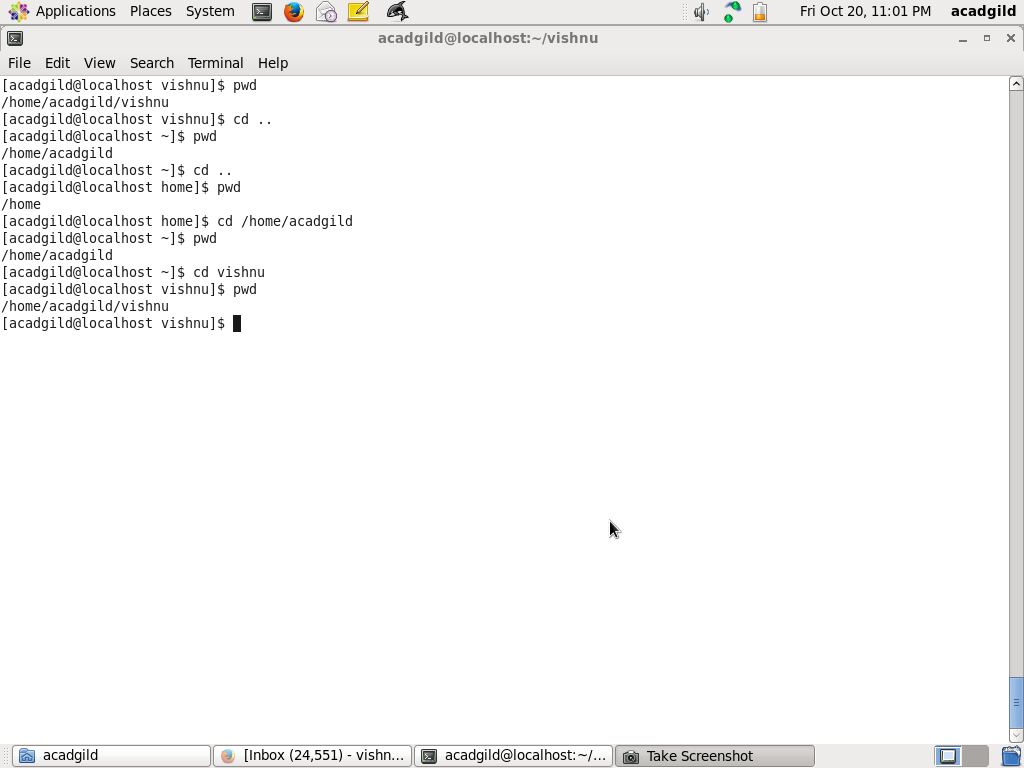 Applications Places System Fri Oct 20, 11:01 PM acadgild
acadgild@localhost:~/vishnu
File Edit View Search Terminal Help
[acadgild@localhost vishnu]$ pwd
/home/acadgild/vishnu
[acadgild@localhost vishnu]$ cd ..
[acadgild@localhost ~]$ pwd
/home/acadgild
[acadgild@localhost ~]$ cd ..
[acadgild@localhost home]$ pwd
/home
[acadgild@localhost home]$ cd /home/acadgild
[acadgild@localhost ~]$ pwd
/home/acadgild
[acadgild@localhost ~]$ cd vishnu
[acadgild@localhost vishnu]$ pwd
/home/acadgild/vishnu
[acadgild@localhost vishnu]$
acadgild [Inbox (24,551) - vishn... acadgild@localhost:~/... Take Screenshot